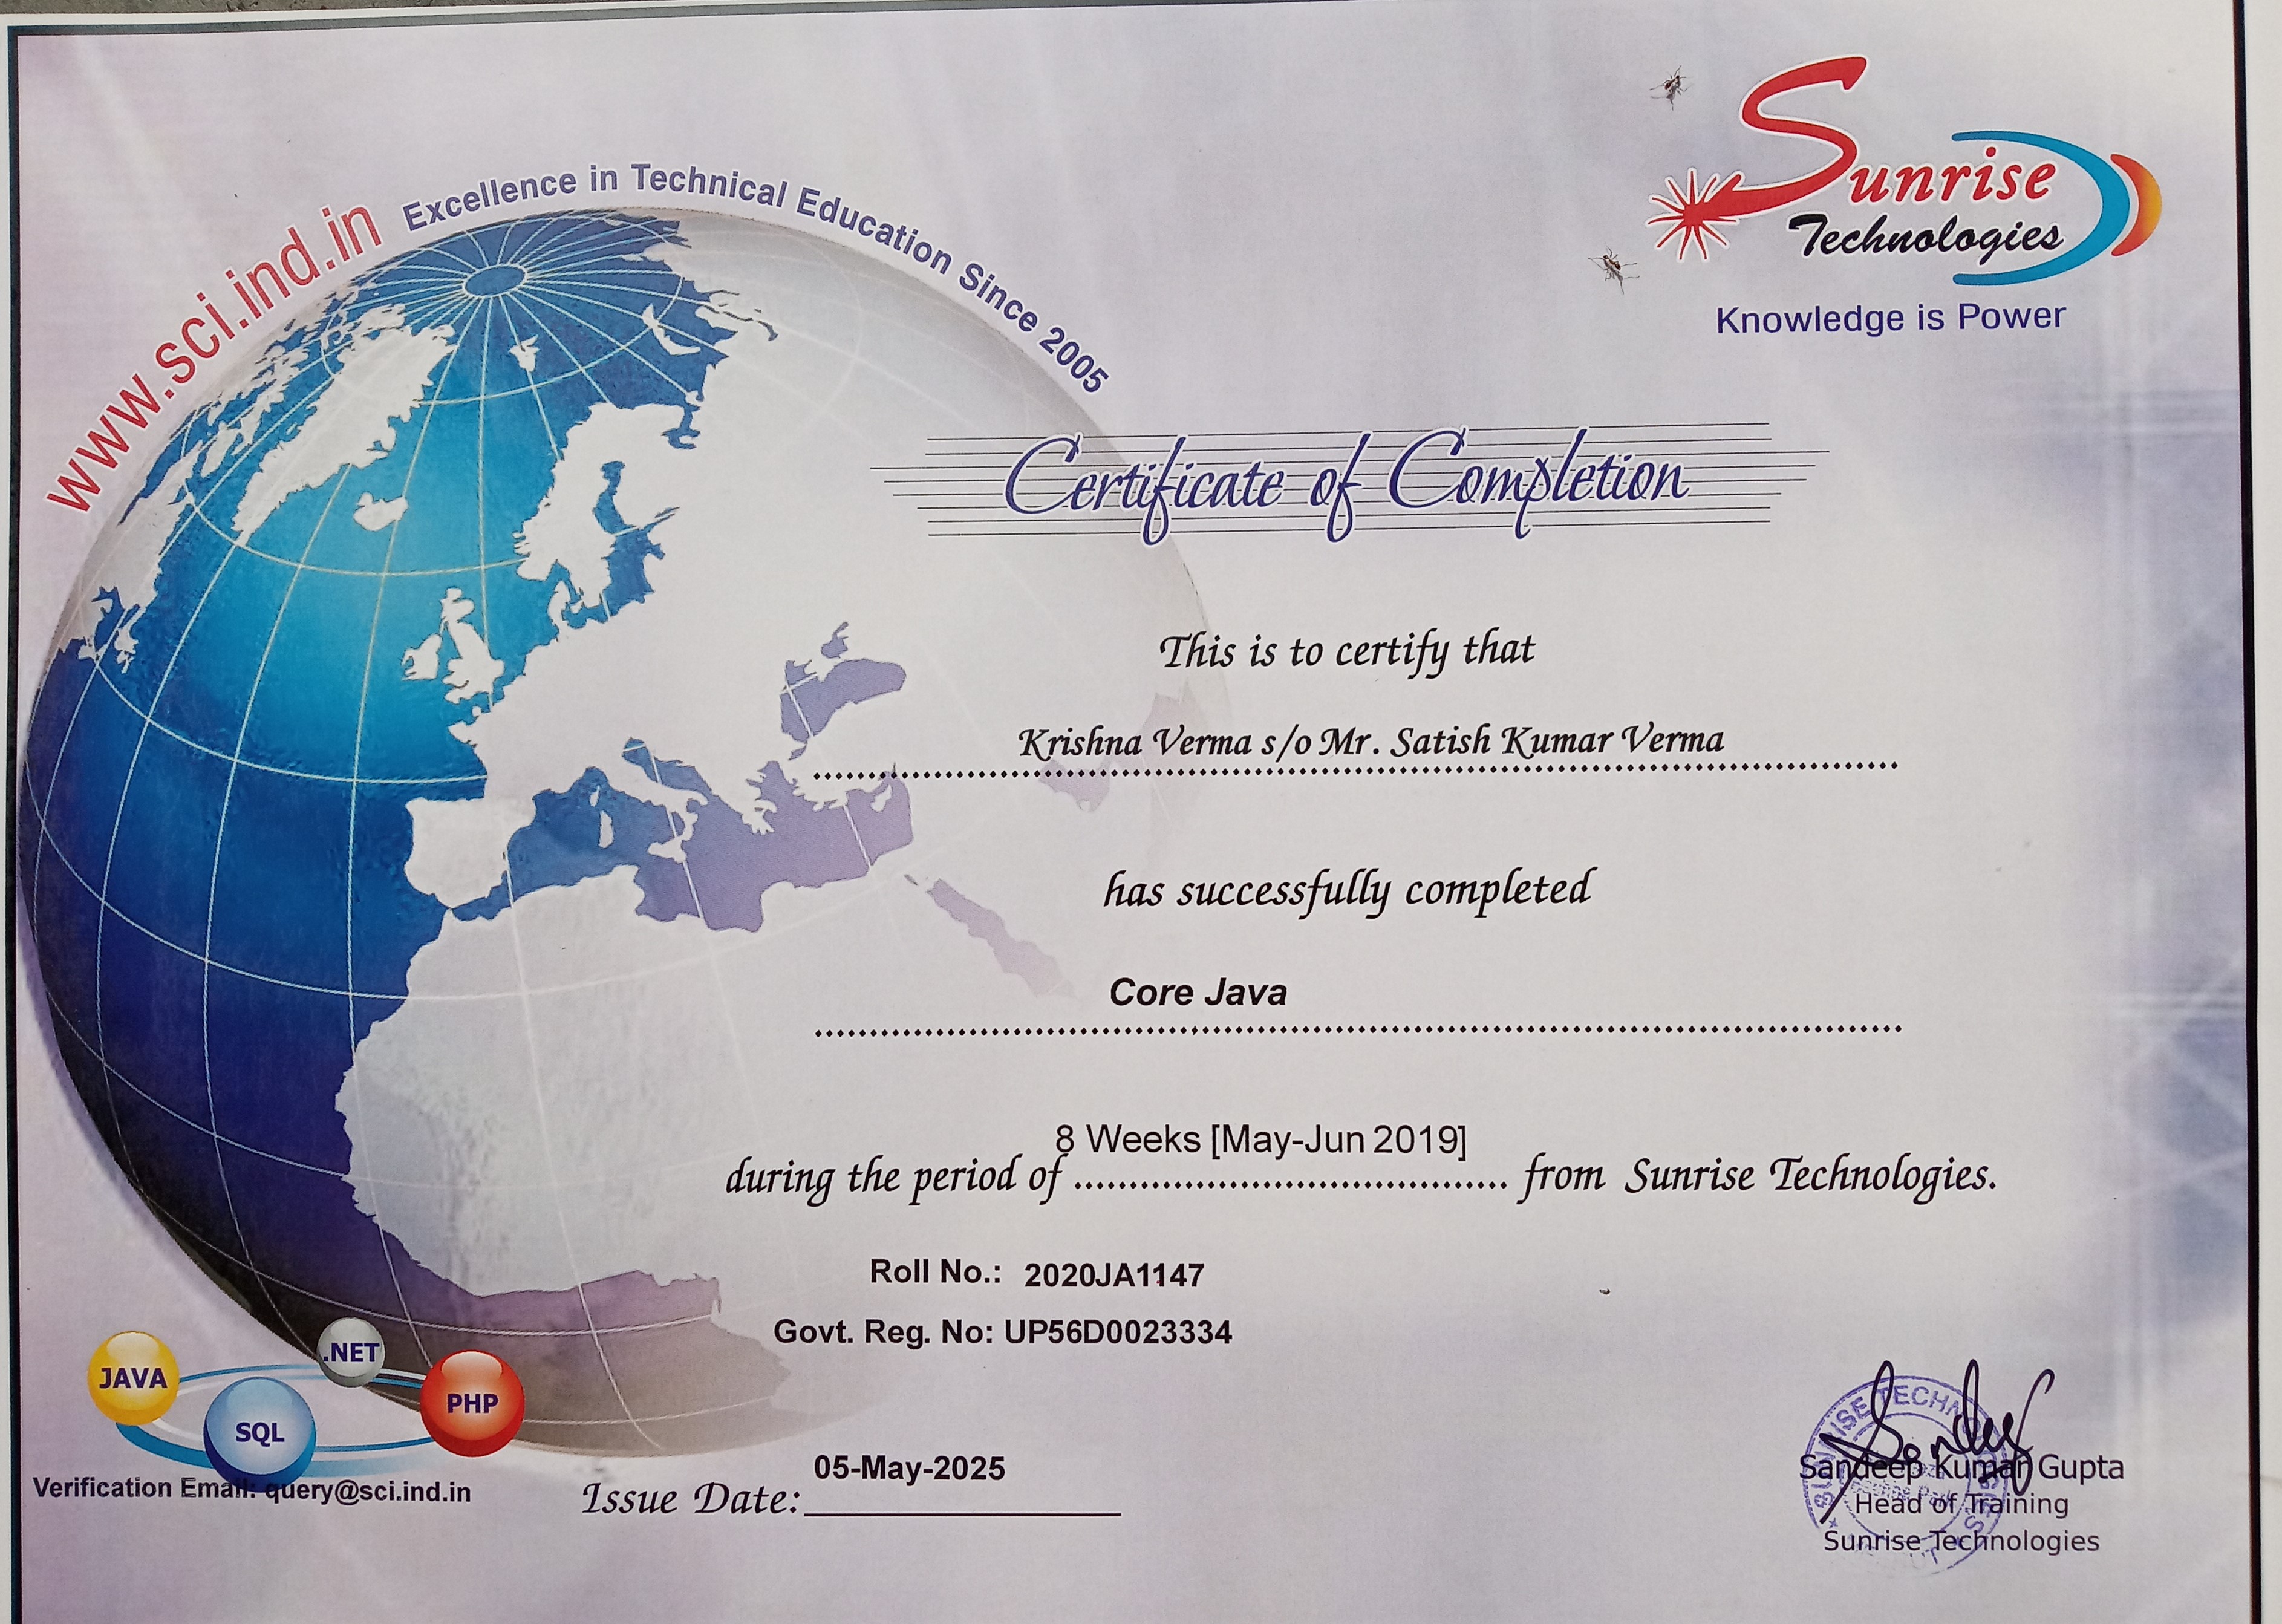 www.sci.ind.in Excellence in Technical Education Since 2005
Sunrise
Technologies
Knowledge is Power
Certificate of Completion
This is to certify that
Krishna Verma s/o Mr. Satish Kumar Verma
has successfully completed
Core Java
8 Weeks [May-Jun 2019]
during the period of ........................................ from Sunrise Technologies.
Roll No.: 2020JA1147
Govt. Reg. No: UP56D0023334
JAVA
.NET
SQL
PHP
Verification Email: query@sci.ind.in
05-May-2025
Issue Date:
SUNRISE TECHNOLOGIES
Sandeep Kumar Gupta
Head of Training
Sunrise Technologies